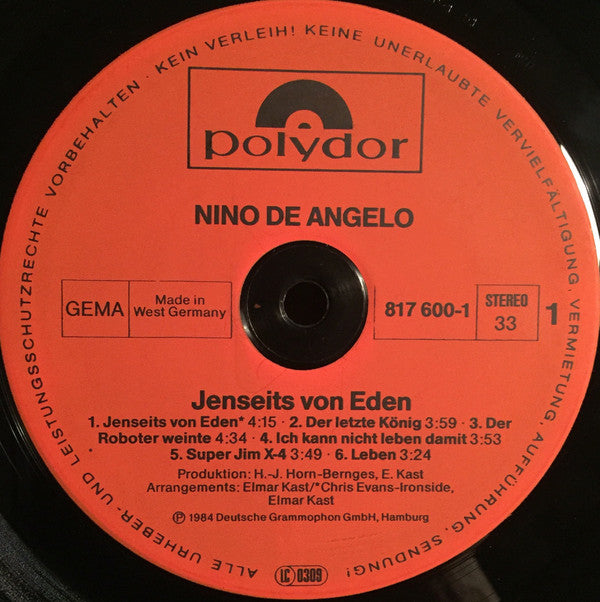 ALLE URHEBER- UND LEISTUNGSSCHUTZRECHTE VORBEHALTEN · KEIN VERLEIH! KEINE UNERLAUBTE VERVIELFÄLTIGUNG, VERMIETUNG, AUFFÜHRUNG, SENDUNG!
polydor
NINO DE ANGELO
GEMA
Made in
West Germany
817 600-1
STEREO
33
1
Jenseits von Eden
1. Jenseits von Eden* 4:15 · 2. Der letzte König 3:59 · 3. Der
Roboter weinte 4:34 · 4. Ich kann nicht leben damit 3:53
5. Super Jim X-4 3:49 · 6. Leben 3:24
Produktion: H.-J. Horn-Bernges, E. Kast
Arrangements: Elmar Kast/*Chris Evans-Ironside,
Elmar Kast
℗ 1984 Deutsche Grammophon GmbH, Hamburg
LC 0309